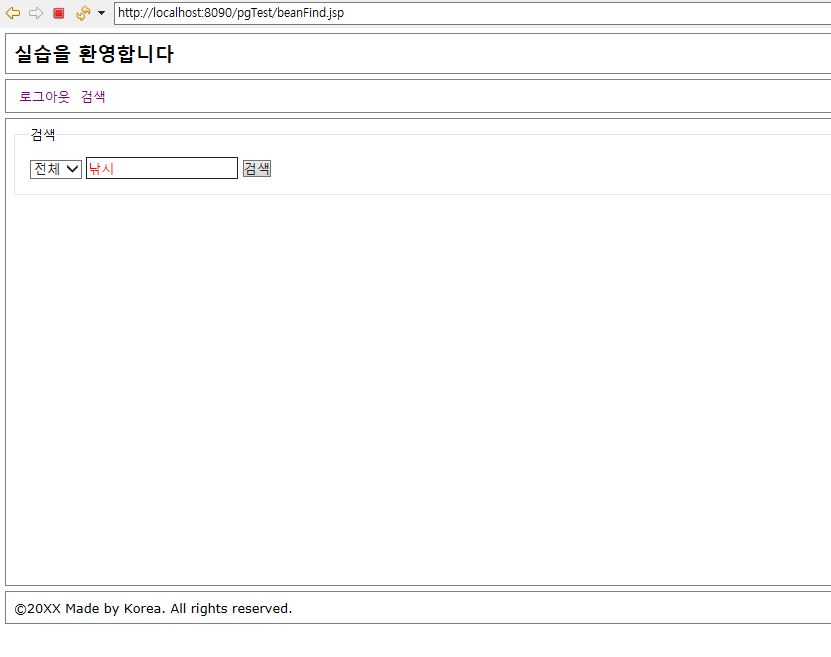 http://localhost:8090/pgTest/beanFind.jsp
실습을 환영합니다
로그아웃 검색
검색
전체 낚시 검색
©20XX Made by Korea. All rights reserved.